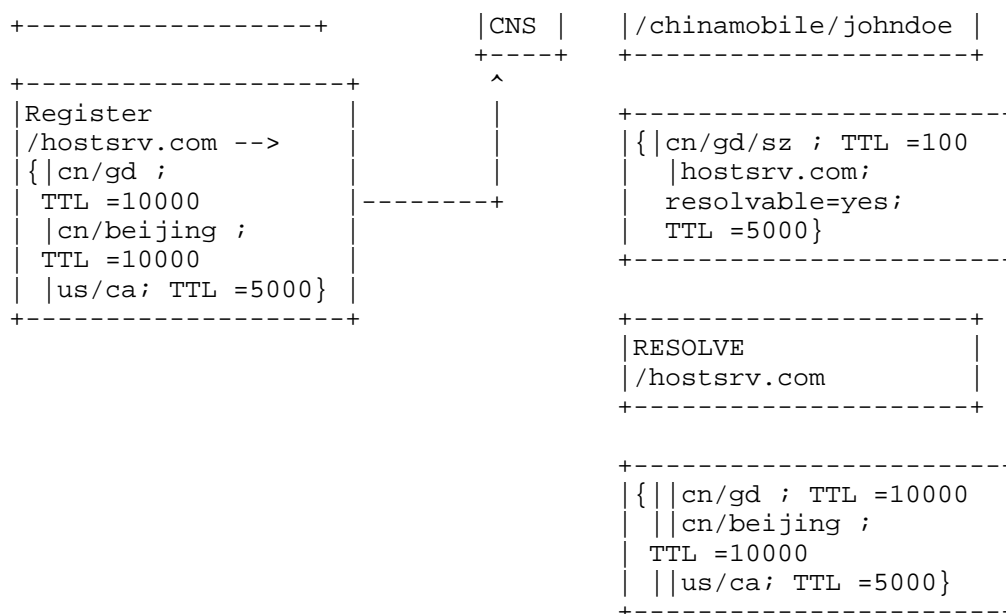 +------------------+         |CNS |   |/chinamobile/johndoe |
                             +----+   +---------------------+
+--------------------+        ^
|Register            |        |       +------------------------
|/hostsrv.com -->    |        |       |{|cn/gd/sz ; TTL =100
|{|cn/gd ;           |        |       |  |hostsrv.com;
| TTL =10000         |--------+       |  resolvable=yes;
| |cn/beijing ;      |                |  TTL =5000}
| TTL =10000         |                +------------------------
| |us/ca; TTL =5000} |
+--------------------+                +---------------------+
                                      |RESOLVE              |
                                      |/hostsrv.com         |
                                      +---------------------+
                                      +------------------------
                                      |{||cn/gd ; TTL =10000
                                      | ||cn/beijing ;
                                      | TTL =10000
                                      | ||us/ca; TTL =5000}
                                      +------------------------